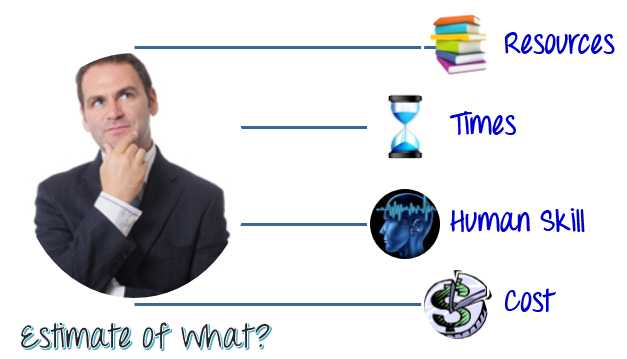 Resources
Times
Human Skill
Cost
Estimate of What?